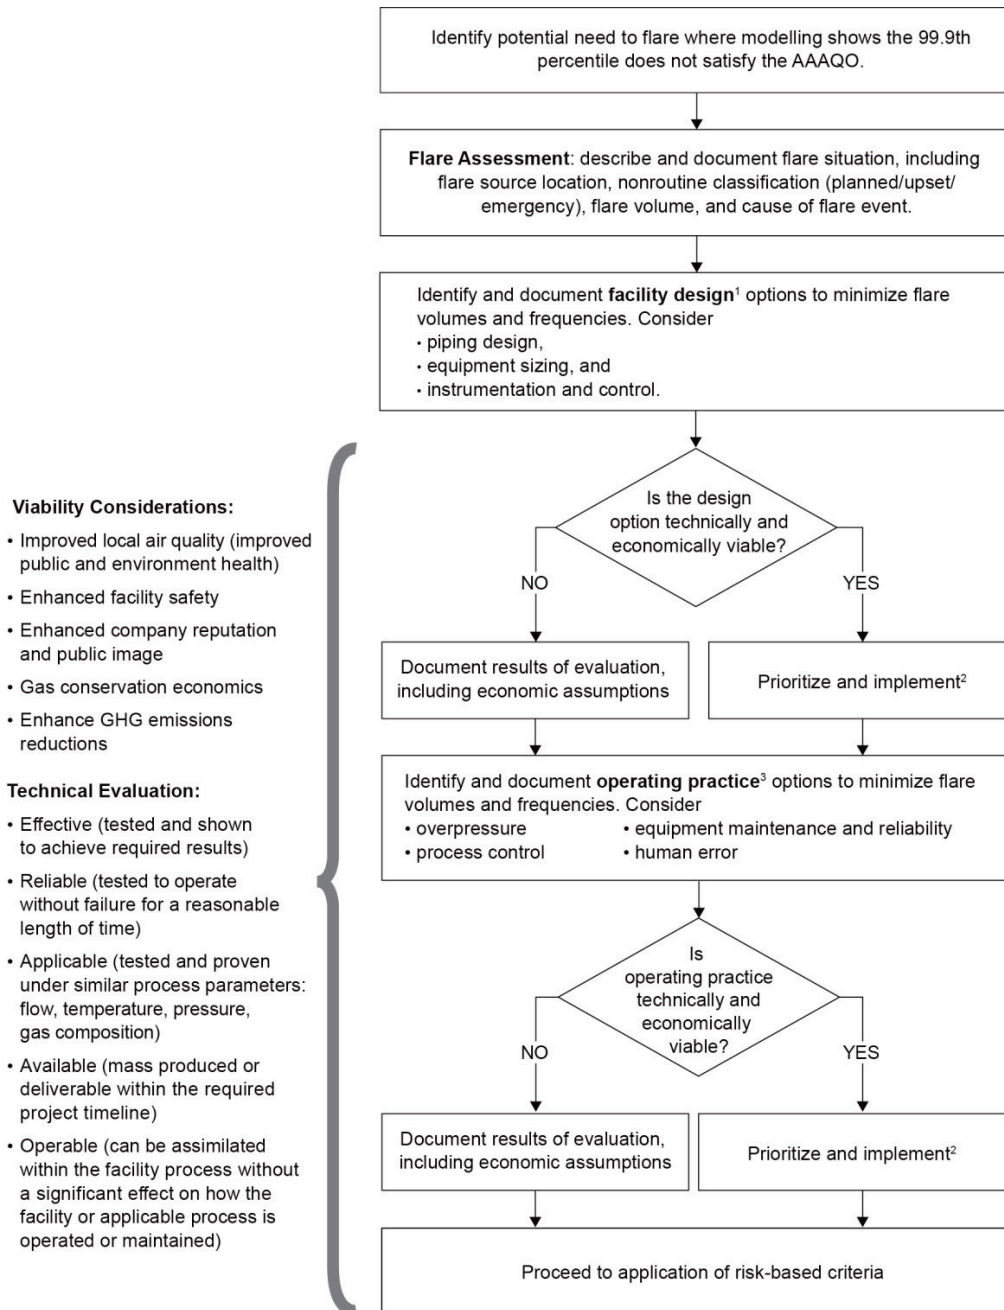 Identify potential need to flare where modelling shows the 99.9th
percentile does not satisfy the AAAQO.
Flare Assessment: describe and document flare situation, including
flare source location, nonroutine classification (planned/upset/
emergency), flare volume, and cause of flare event.
Identify and document facility design¹ options to minimize flare
volumes and frequencies. Consider
• piping design,
• equipment sizing, and
• instrumentation and control.
Is the design
option technically and
economically viable?
NO
YES
Document results of evaluation,
including economic assumptions
Prioritize and implement²
Identify and document operating practice³ options to minimize flare
volumes and frequencies. Consider
• overpressure
• equipment maintenance and reliability
• process control
• human error
Is
operating practice
technically and
economically
viable?
NO
YES
Document results of evaluation,
including economic assumptions
Prioritize and implement²
Proceed to application of risk-based criteria
Viability Considerations:
• Improved local air quality (improved
public and environment health)
• Enhanced facility safety
• Enhanced company reputation
and public image
• Gas conservation economics
• Enhance GHG emissions
reductions
Technical Evaluation:
• Effective (tested and shown
to achieve required results)
• Reliable (tested to operate
without failure for a reasonable
length of time)
• Applicable (tested and proven
under similar process parameters:
flow, temperature, pressure,
gas composition)
• Available (mass produced or
deliverable within the required
project timeline)
• Operable (can be assimilated
within the facility process without
a significant effect on how the
facility or applicable process is
operated or maintained)